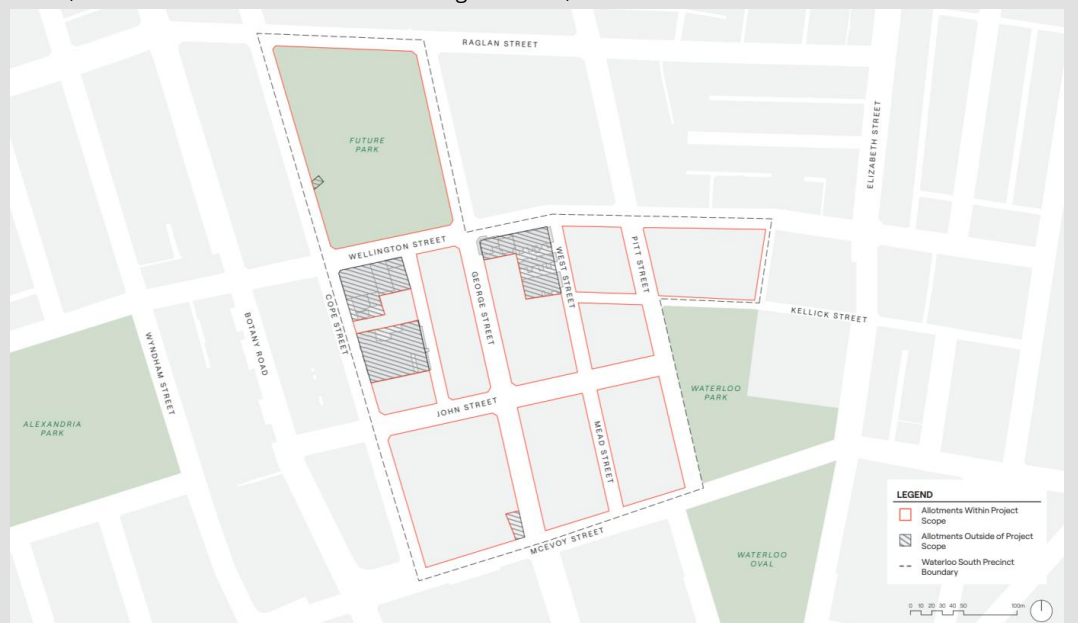 RAGLAN STREET
ELIZABETH STREET
FUTURE
PARK
WELLINGTON STREET
PITT STREET
WEST STREET
GEORGE STREET
COPE STREET
KELLICK STREET
BOTANY ROAD
WYNDHAM STREET
WATERLOO
PARK
JOHN STREET
ALEXANDRIA
PARK
MEAD STREET
MCEVOY STREET
WATERLOO
OVAL
LEGEND
Allotments Within Project
Scope
Allotments Outside of Project
Scope
Waterloo South Precinct
Boundary
0 10 20 30 40 50 100m